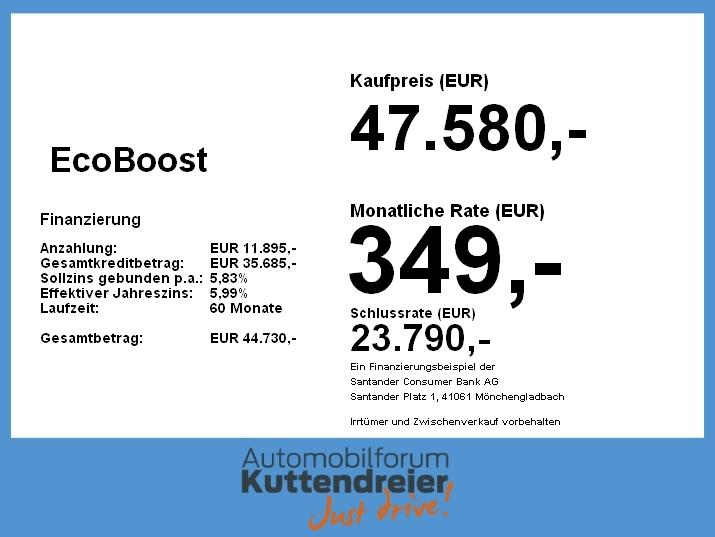 EcoBoost
Finanzierung
Anzahlung: EUR 11.895,-
Gesamtkreditbetrag: EUR 35.685,-
Sollzins gebunden p.a.: 5,83%
Effektiver Jahreszins: 5,99%
Laufzeit: 60 Monate
Gesamtbetrag: EUR 44.730,-
Kaufpreis (EUR)
47.580,-
Monatliche Rate (EUR)
349,-
Schlussrate (EUR)
23.790,-
Ein Finanzierungsbeispiel der
Santander Consumer Bank AG
Santander Platz 1, 41061 Mönchengladbach
Irrtümer und Zwischenverkauf vorbehalten
Automobilforum
Kuttendreier
Just drive!